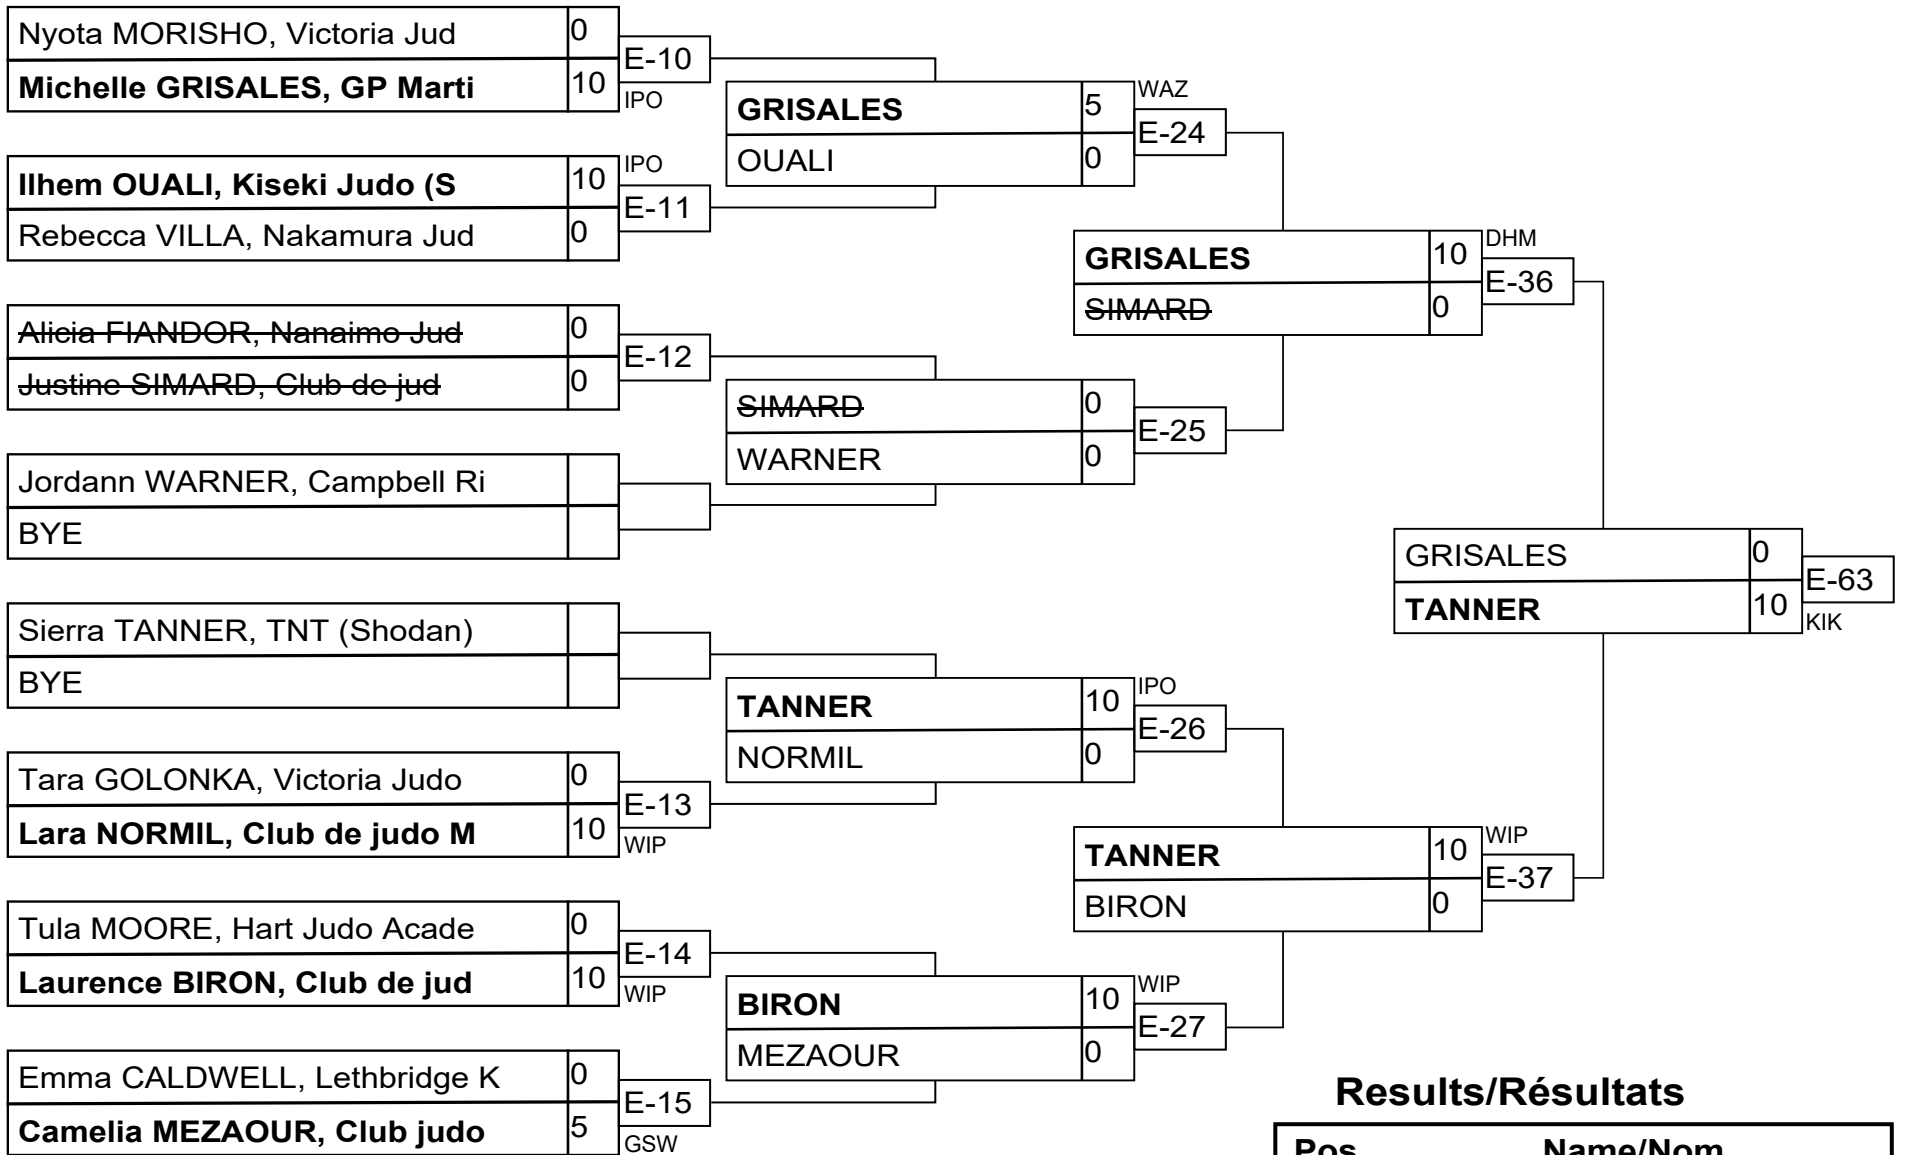 Nyota MORISHO, Victoria Jud 0
E-10
Michelle GRISALES, GP Marti 10
IPO
Ilhem OUALI, Kiseki Judo (S 10
IPO
E-11
Rebecca VILLA, Nakamura Jud 0
Alicia FIANDOR, Nanaimo Jud 0
E-12
Justine SIMARD, Club de jud 0
Jordann WARNER, Campbell Ri
BYE
Sierra TANNER, TNT (Shodan)
BYE
Tara GOLONKA, Victoria Judo 0
E-13
Lara NORMIL, Club de judo M 10
WIP
Tula MOORE, Hart Judo Acade 0
E-14
Laurence BIRON, Club de jud 10
WIP
Emma CALDWELL, Lethbridge K 0
E-15
Camelia MEZAOUR, Club judo 5
GSW
GRISALES 5
WAZ
E-24
OUALI 0
SIMARD 0
E-25
WARNER 0
TANNER 10
IPO
E-26
NORMIL 0
BIRON 10
WIP
E-27
MEZAOUR 0
GRISALES 10
DHM
E-36
SIMARD 0
TANNER 10
WIP
E-37
BIRON 0
GRISALES 0
E-63
TANNER 10
KIK
Results/Résultats
Pos Name/Nom